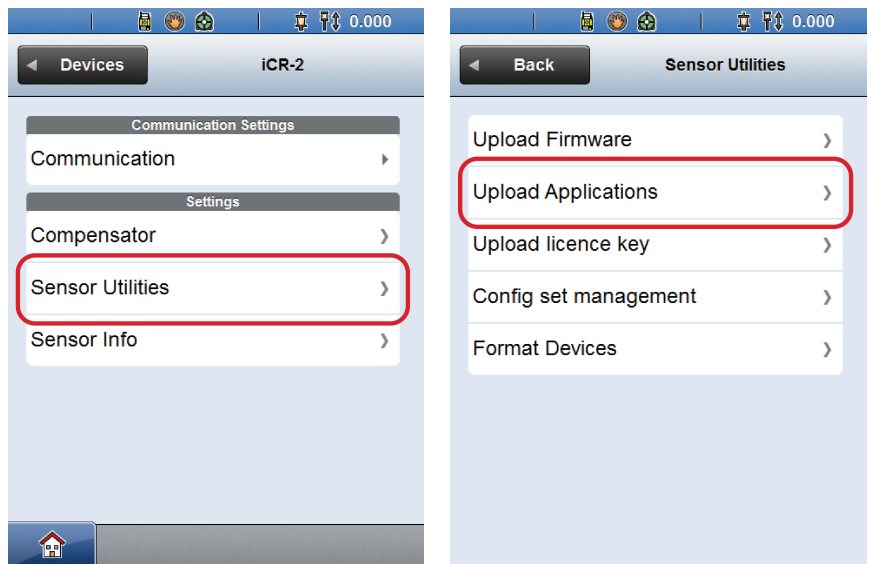 0.000
Devices
iCR-2
Communication Settings
Communication
Settings
Compensator
Sensor Utilities
Sensor Info
0.000
Back
Sensor Utilities
Upload Firmware
Upload Applications
Upload licence key
Config set management
Format Devices